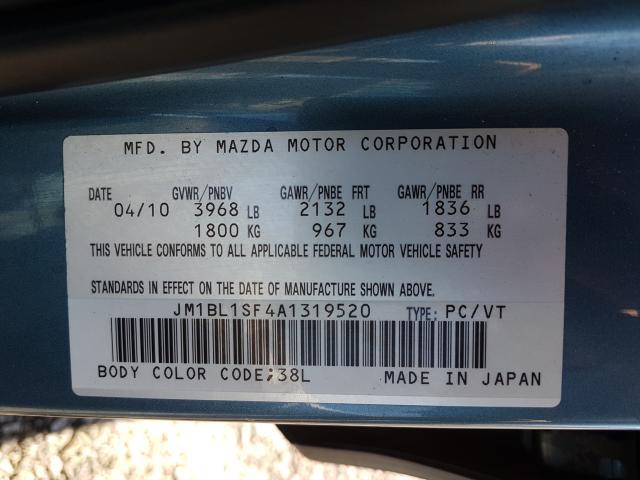 MFD. BY MAZDA MOTOR CORPORATION
DATE GVWR/PNBV GAWR/PNBE FRT GAWR/PNBE RR
04/10 3968 LB 2132 LB 1836 LB
1800 KG 967 KG 833 KG
THIS VEHICLE CONFORMS TO ALL APPLICABLE FEDERAL MOTOR VEHICLE SAFETY
STANDARDS IN EFFECT ON THE DATE OF MANUFACTURE SHOWN ABOVE.
JM1BL1SF4A1319520 TYPE: PC/VT
BODY COLOR CODE;38L MADE IN JAPAN